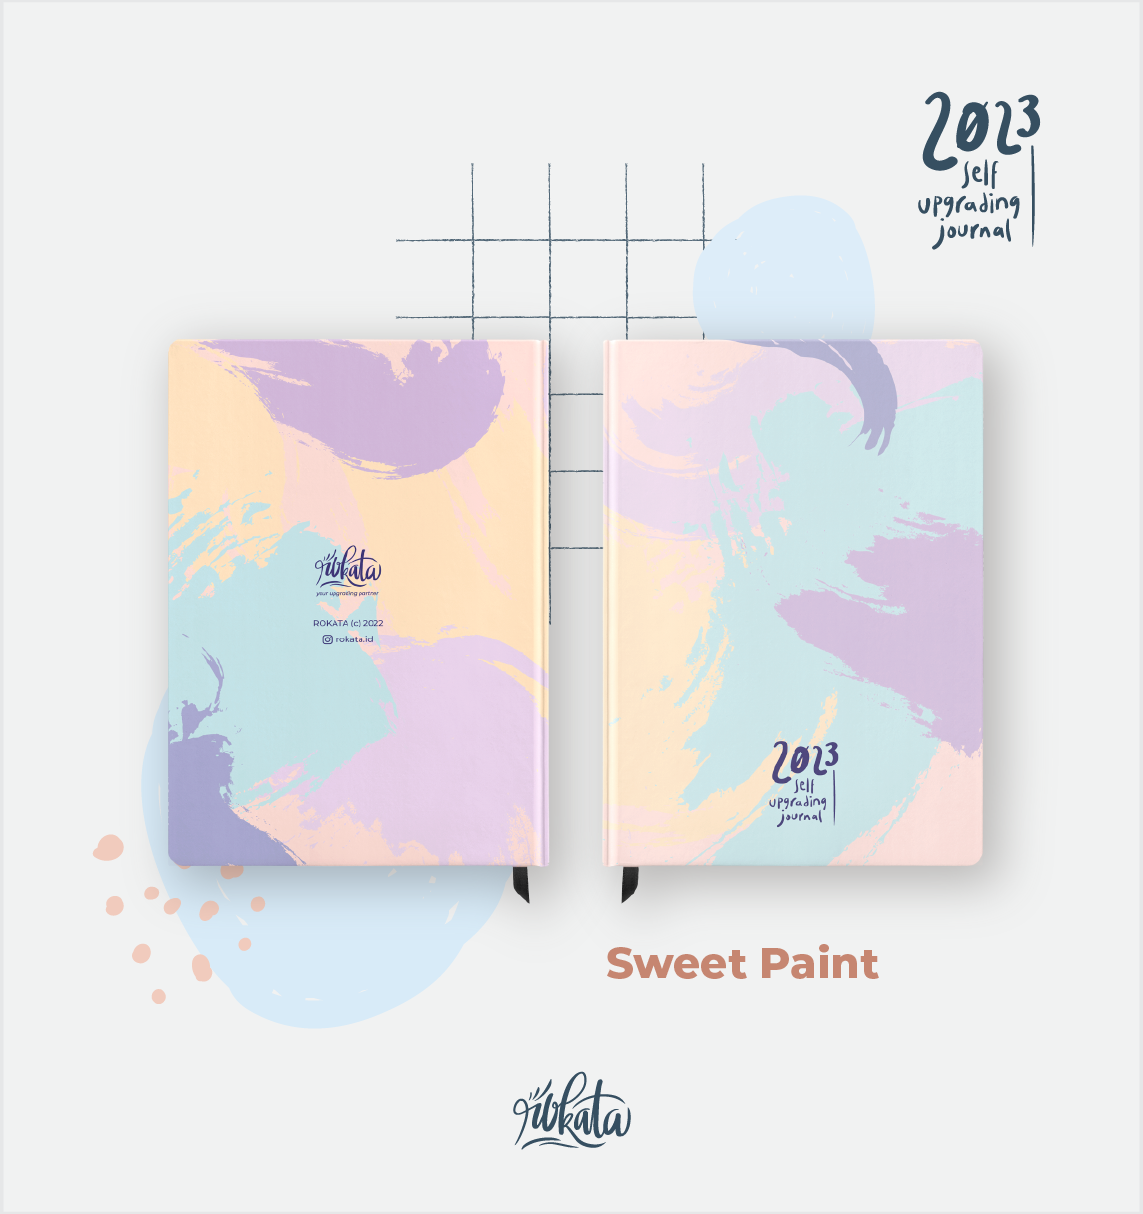 2023
self
upgrading
journal
rokata
your upgrading partner
ROKATA (c) 2022
rokata.id
2023
self
upgrading
journal
Sweet Paint
rokata